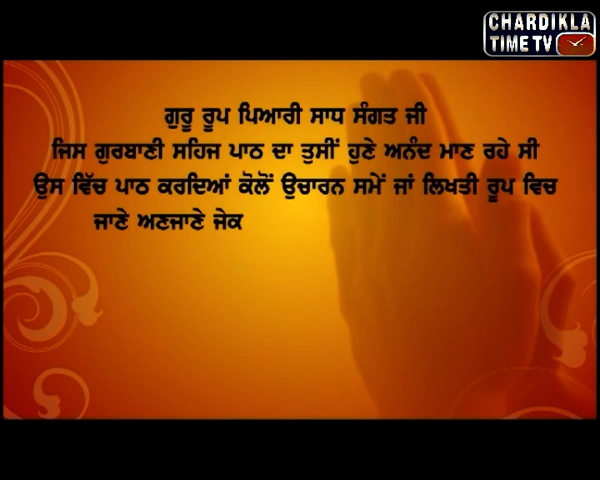 CHARDIKLA
TIME TV
ਗੁਰੂ ਰੂਪ ਪਿਆਰੀ ਸਾਧ ਸੰਗਤ ਜੀ
ਜਿਸ ਗੁਰਬਾਣੀ ਸਹਿਜ ਪਾਠ ਦਾ ਤੁਸੀਂ ਹੁਣੇ ਅਨੰਦ ਮਾਣ ਰਹੇ ਸੀ
ਉਸ ਵਿੱਚ ਪਾਠ ਕਰਦਿਆਂ ਕੋਲੋਂ ਉਚਾਰਨ ਸਮੇਂ ਜਾਂ ਲਿਖਤੀ ਰੂਪ ਵਿਚ
ਜਾਣੇ ਅਣਜਾਣੇ ਜੇਕ